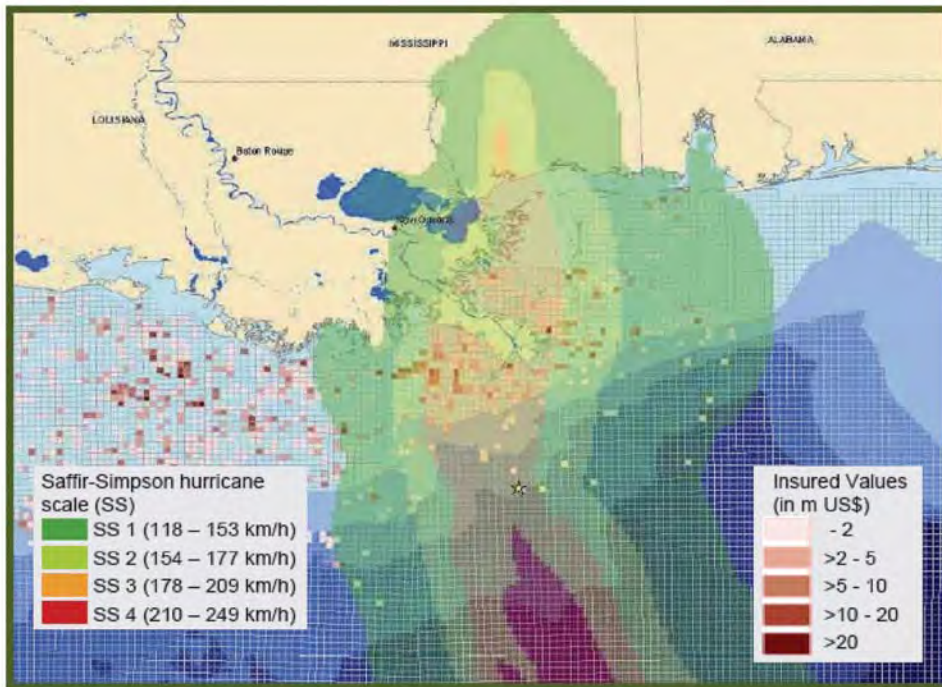 MISSISSIPPI
ALABAMA
LOUISIANA
Baton Rouge
New Orleans
Saffir-Simpson hurricane
scale (SS)
SS 1 (118 – 153 km/h)
SS 2 (154 – 177 km/h)
SS 3 (178 – 209 km/h)
SS 4 (210 – 249 km/h)
Insured Values
(in m US$)
- 2
>2 - 5
>5 - 10
>10 - 20
>20